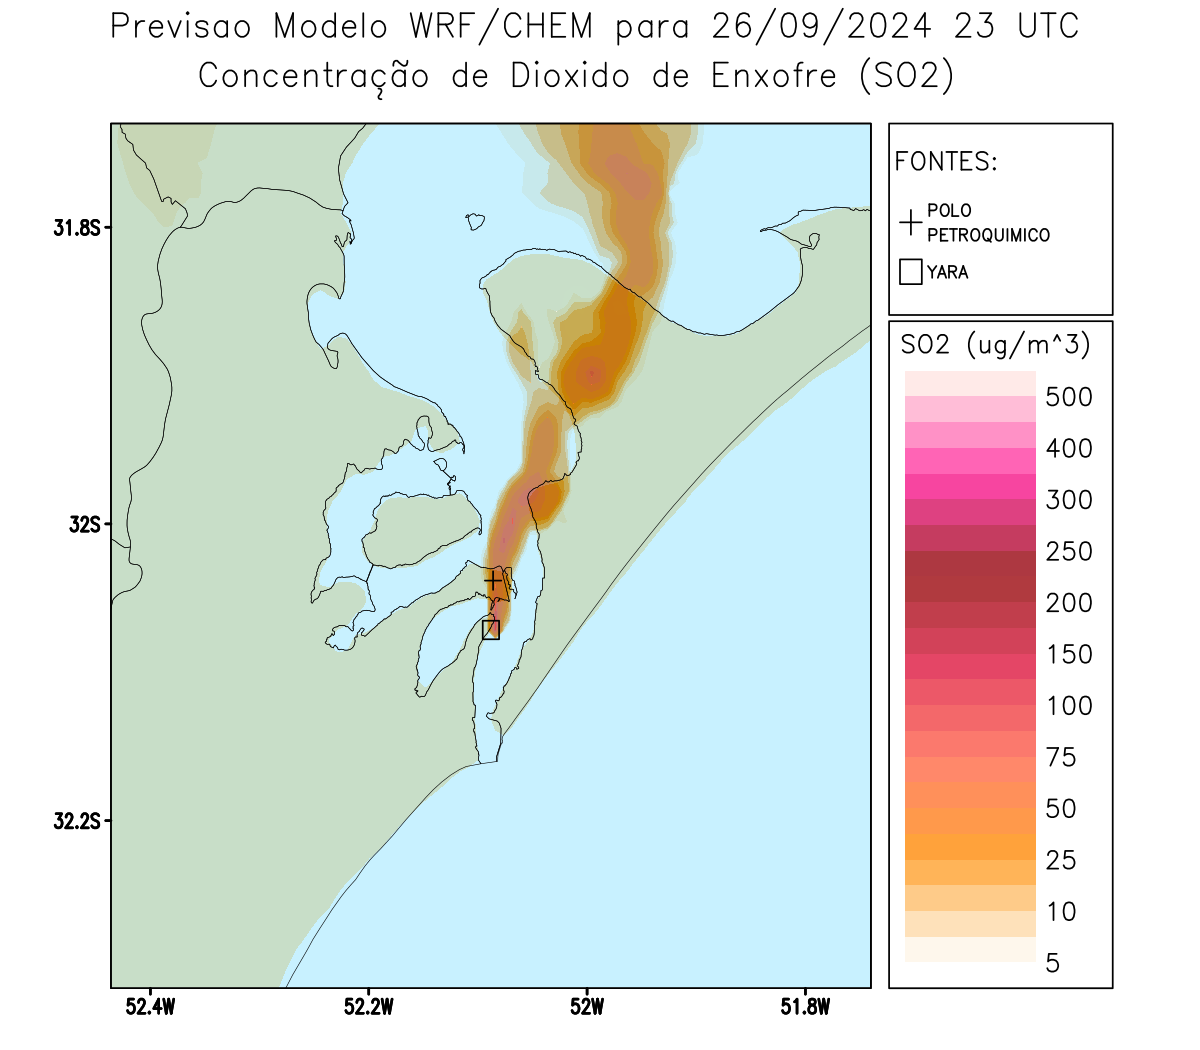 Previsao Modelo WRF/CHEM para 26/09/2024 23 UTC
Concentração de Dioxido de Enxofre (SO2)
FONTES:
POLO
PETROQUIMICO
YARA
SO2 (ug/m^3)
500
400
300
250
200
150
100
75
50
25
10
5
31.8S
32S
32.2S
52.4W
52.2W
52W
51.8W